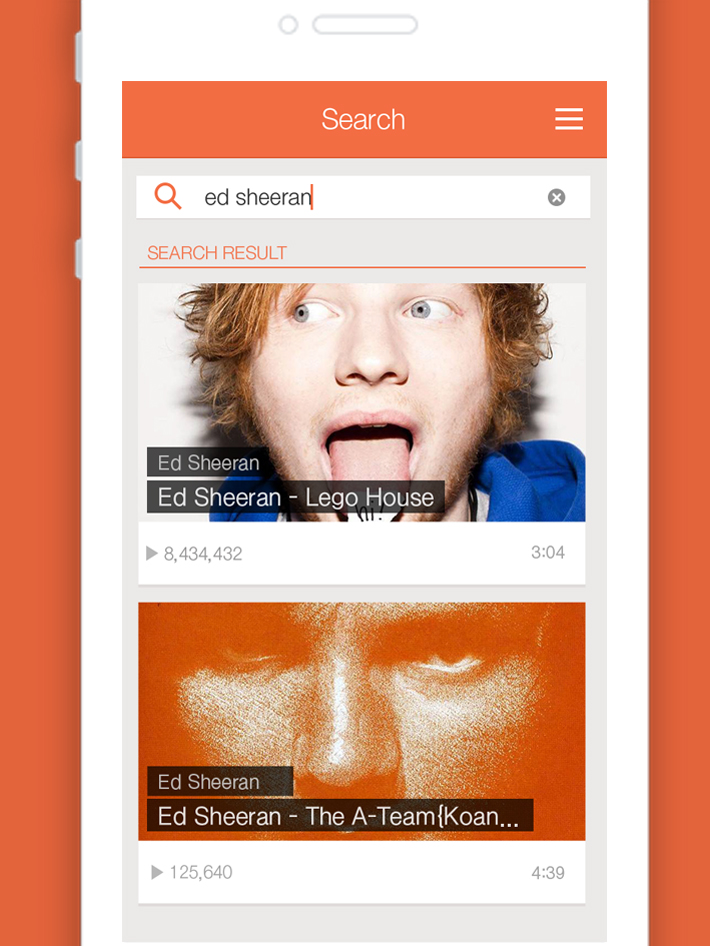 Search
ed sheeran
SEARCH RESULT
Ed Sheeran
Ed Sheeran - Lego House
hi!
8,434,432
3:04
Ed Sheeran
Ed Sheeran - The A-Team{Koan...
125,640
4:39